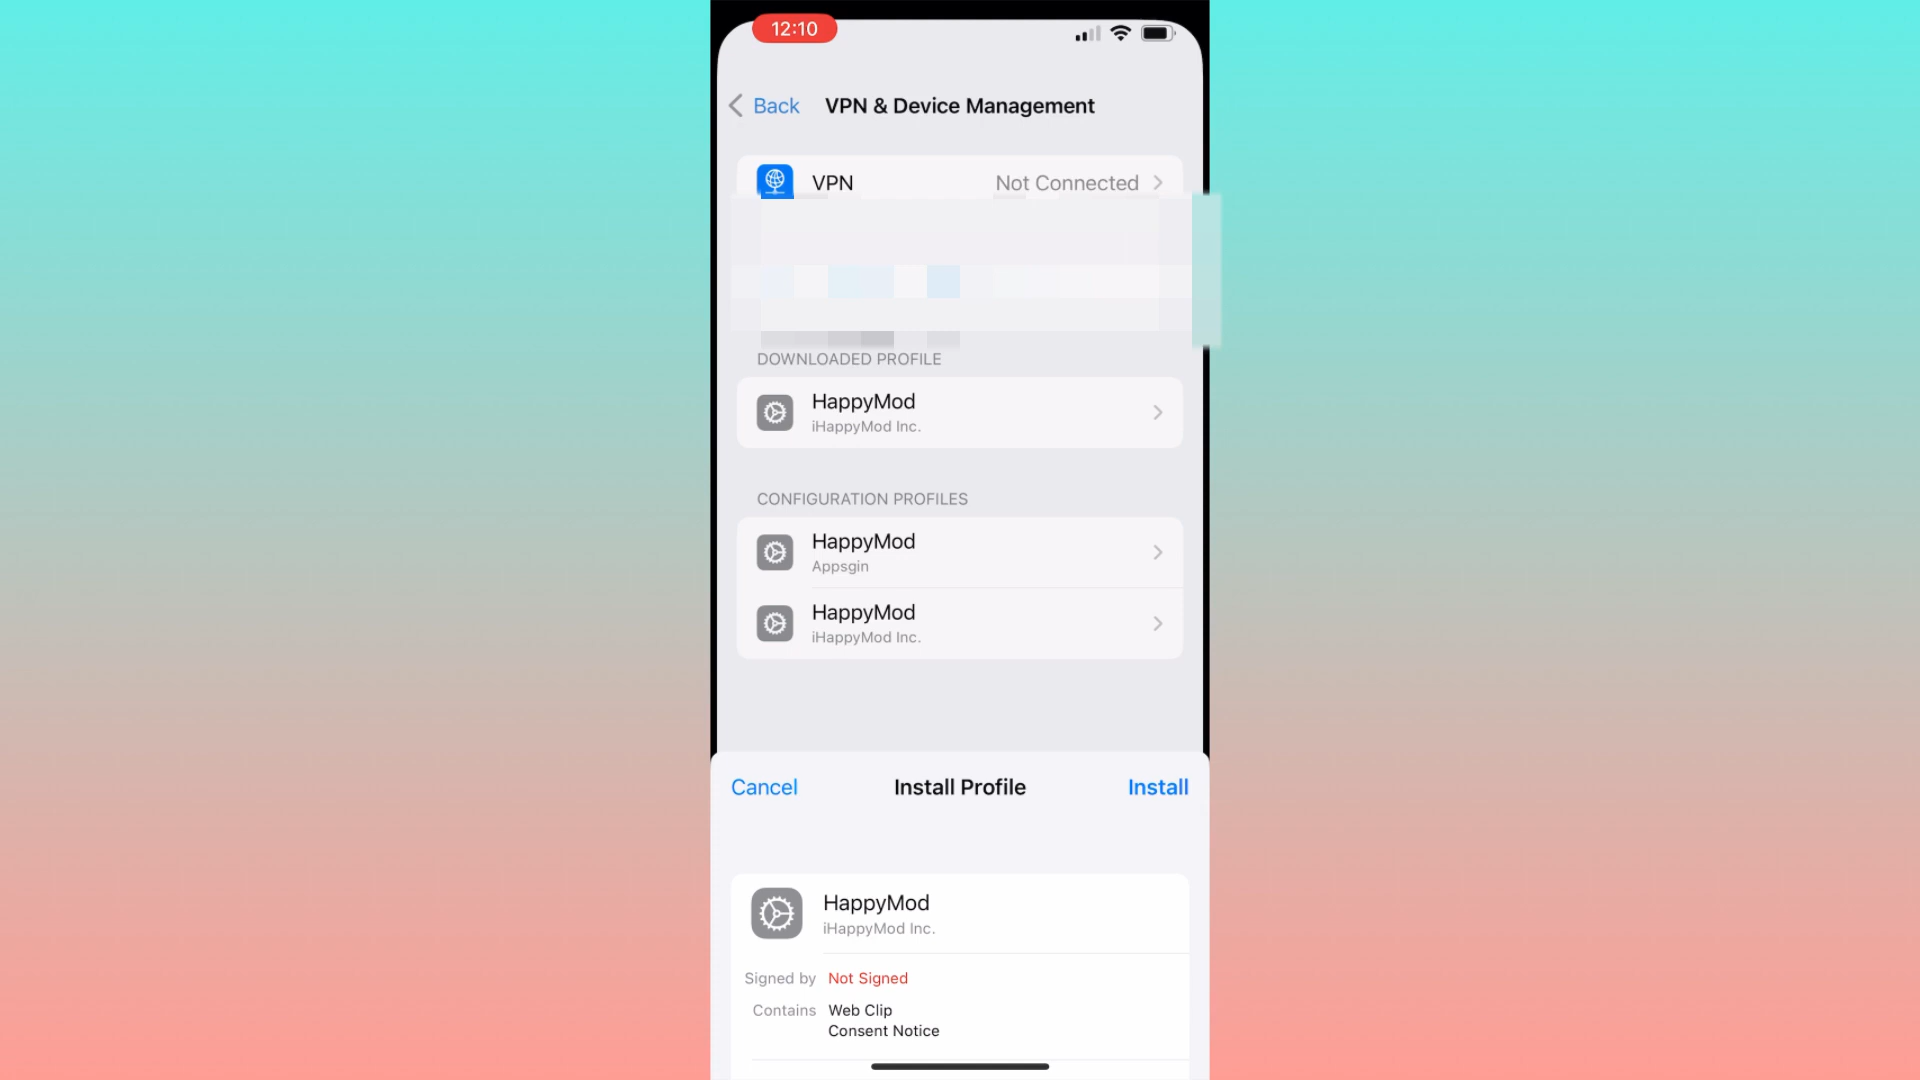 12:10
Back
VPN & Device Management
VPN
Not Connected
DOWNLOADED PROFILE
HappyMod
iHappyMod Inc.
CONFIGURATION PROFILES
HappyMod
Appsgin
HappyMod
iHappyMod Inc.
Cancel
Install Profile
Install
HappyMod
iHappyMod Inc.
Signed by Not Signed
Contains Web Clip
Consent Notice